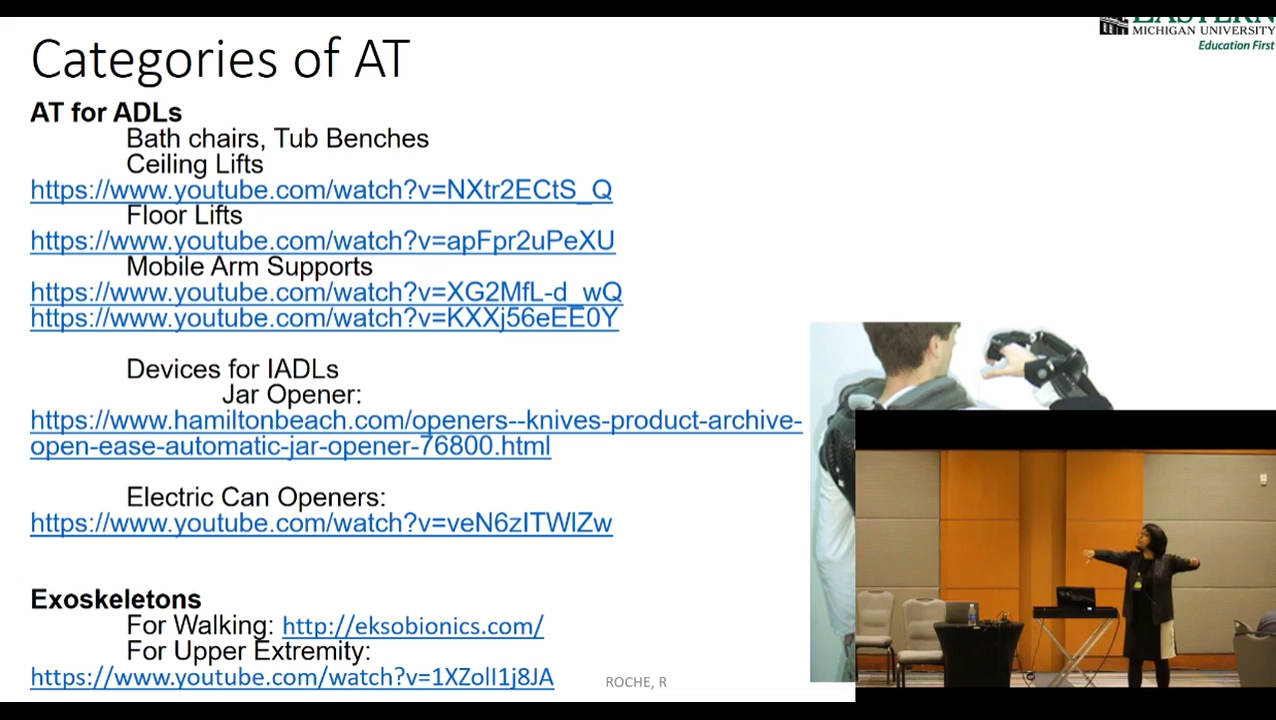 Categories of AT
EASTERN
MICHIGAN UNIVERSITY
Education First
AT for ADLs
Bath chairs, Tub Benches
Ceiling Lifts
https://www.youtube.com/watch?v=NXtr2ECtS_Q
Floor Lifts
https://www.youtube.com/watch?v=apFpr2uPeXU
Mobile Arm Supports
https://www.youtube.com/watch?v=XG2MfL-d_wQ
https://www.youtube.com/watch?v=KXXj56eEE0Y
Devices for IADLs
Jar Opener:
https://www.hamiltonbeach.com/openers--knives-product-archive-
open-ease-automatic-jar-opener-76800.html
Electric Can Openers:
https://www.youtube.com/watch?v=veN6zITWlZw
Exoskeletons
For Walking: http://eksobionics.com/
For Upper Extremity:
https://www.youtube.com/watch?v=1XZolI1j8JA
ROCHE, R